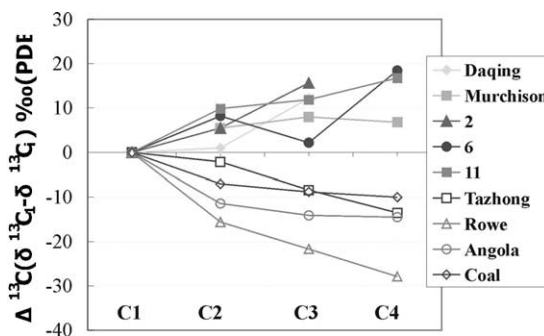 Δ ¹³C(δ ¹³C₁-δ ¹³Cᵢ) ‰(PDB
30
20
10
0
-10
-20
-30
-40
C1 C2 C3 C4
Daqing
Murchison
2
6
11
Tazhong
Rowe
Angola
Coal